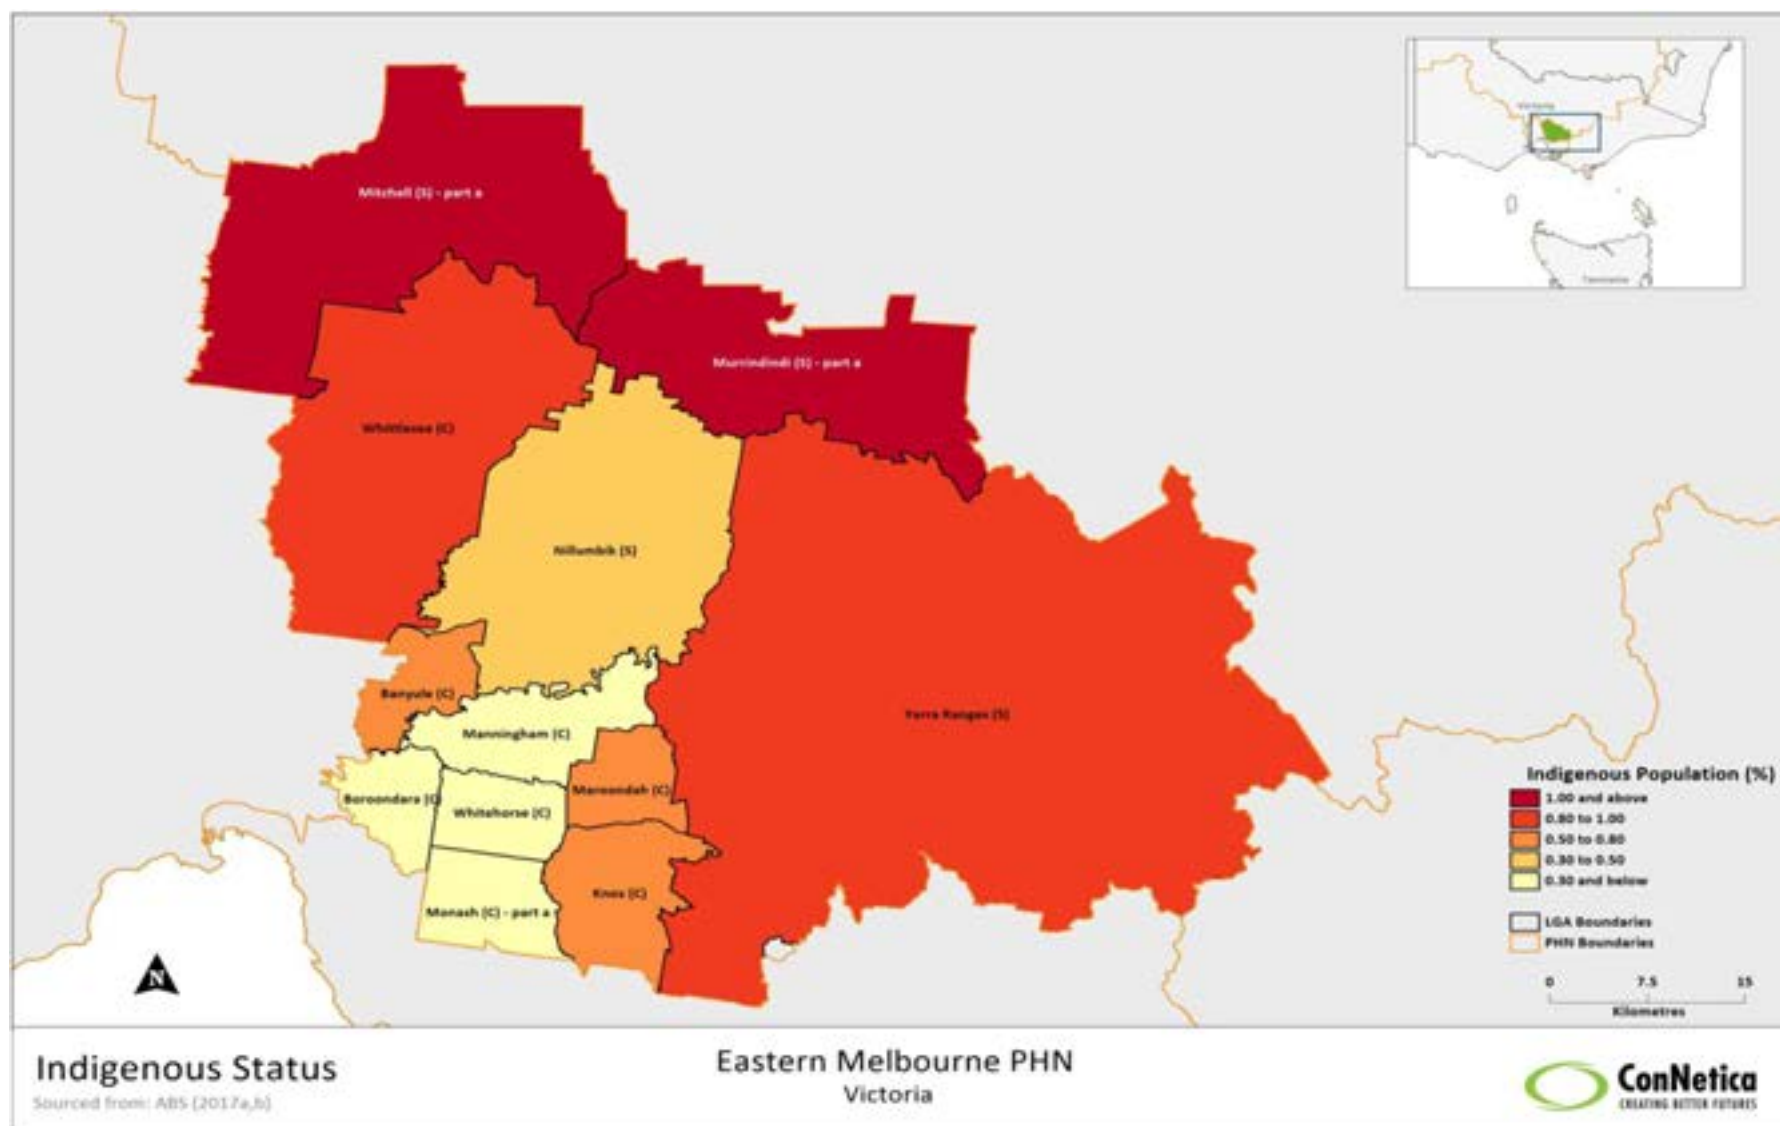 Victoria
Tasmania
Mitchell (S) - part a
Murrindindi (S) - part a
Whittlesea (C)
Nillumbik (S)
Banyule (C)
Yarra Ranges (S)
Manningham (C)
Maroondah (C)
Boroondara (C)
Whitehorse (C)
Knox (C)
Monash (C) - part a
Indigenous Population (%)
1.00 and above
0.80 to 1.00
0.50 to 0.80
0.30 to 0.50
0.30 and below
LGA Boundaries
PHN Boundaries
0 7.5 15
Kilometres
N
Indigenous Status
Sourced from: ABS (2017a,b)
Eastern Melbourne PHN
Victoria
ConNetica
CREATING BETTER FUTURES